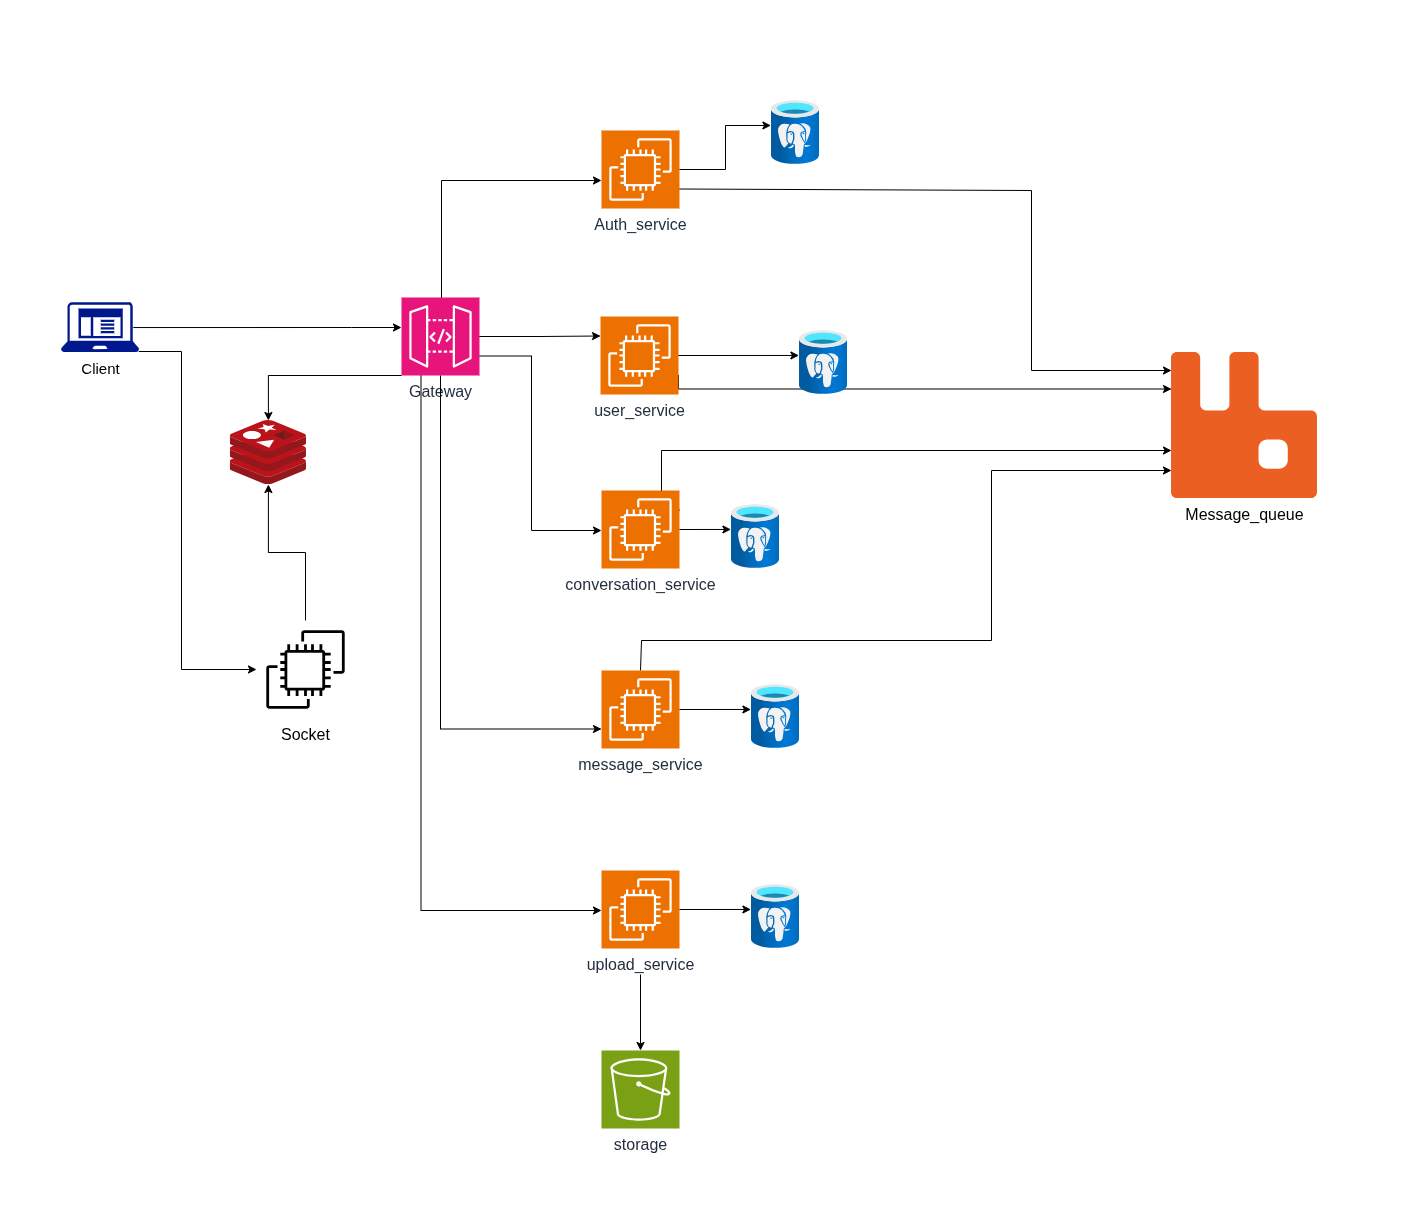 Auth_service
Client
Gateway
user_service
Message_queue
conversation_service
Socket
message_service
upload_service
storage